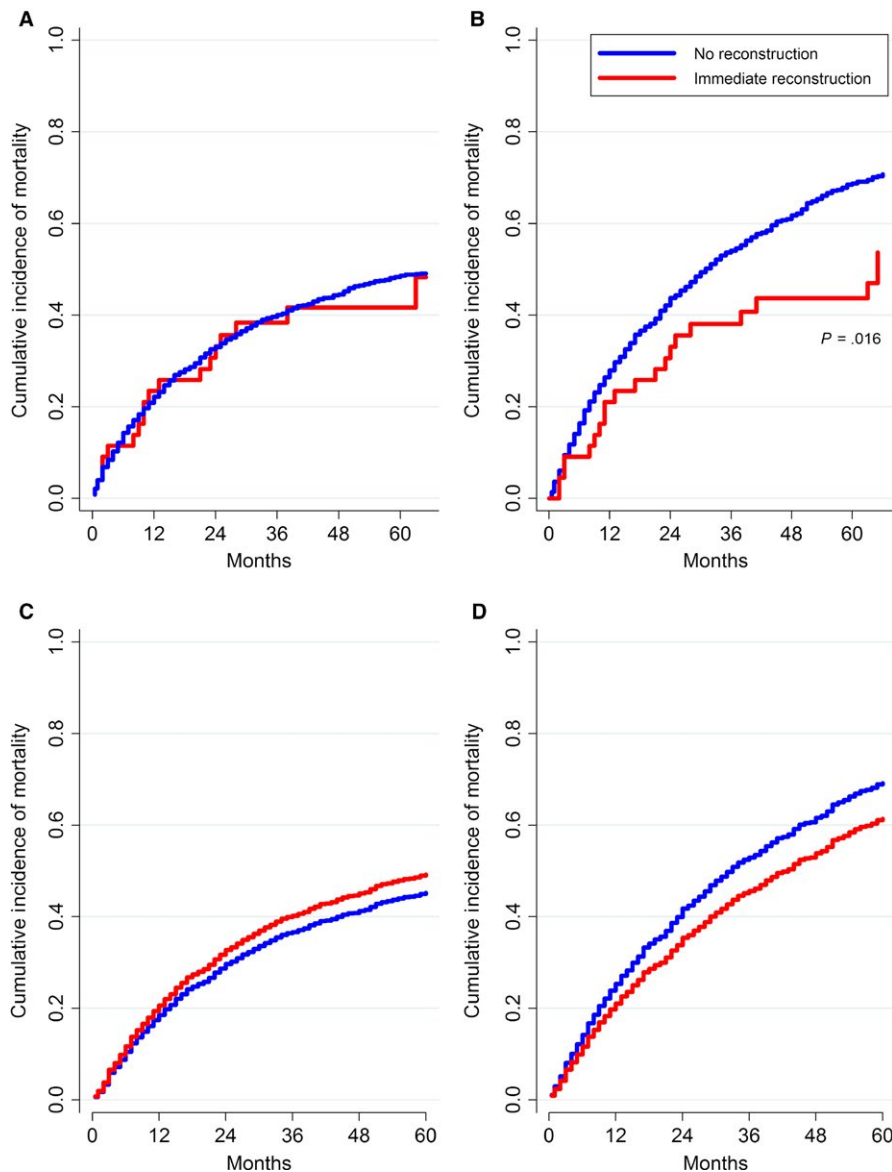 A
Cumulative incidence of mortality
1.0
0.8
0.6
0.4
0.2
0.0
0 12 24 36 48 60
Months
B
No reconstruction
Immediate reconstruction
Cumulative incidence of mortality
1.0
0.8
0.6
0.4
0.2
0.0
P = .016
0 12 24 36 48 60
Months
C
Cumulative incidence of mortality
1.0
0.8
0.6
0.4
0.2
0.0
0 12 24 36 48 60
Months
D
Cumulative incidence of mortality
1.0
0.8
0.6
0.4
0.2
0.0
0 12 24 36 48 60
Months